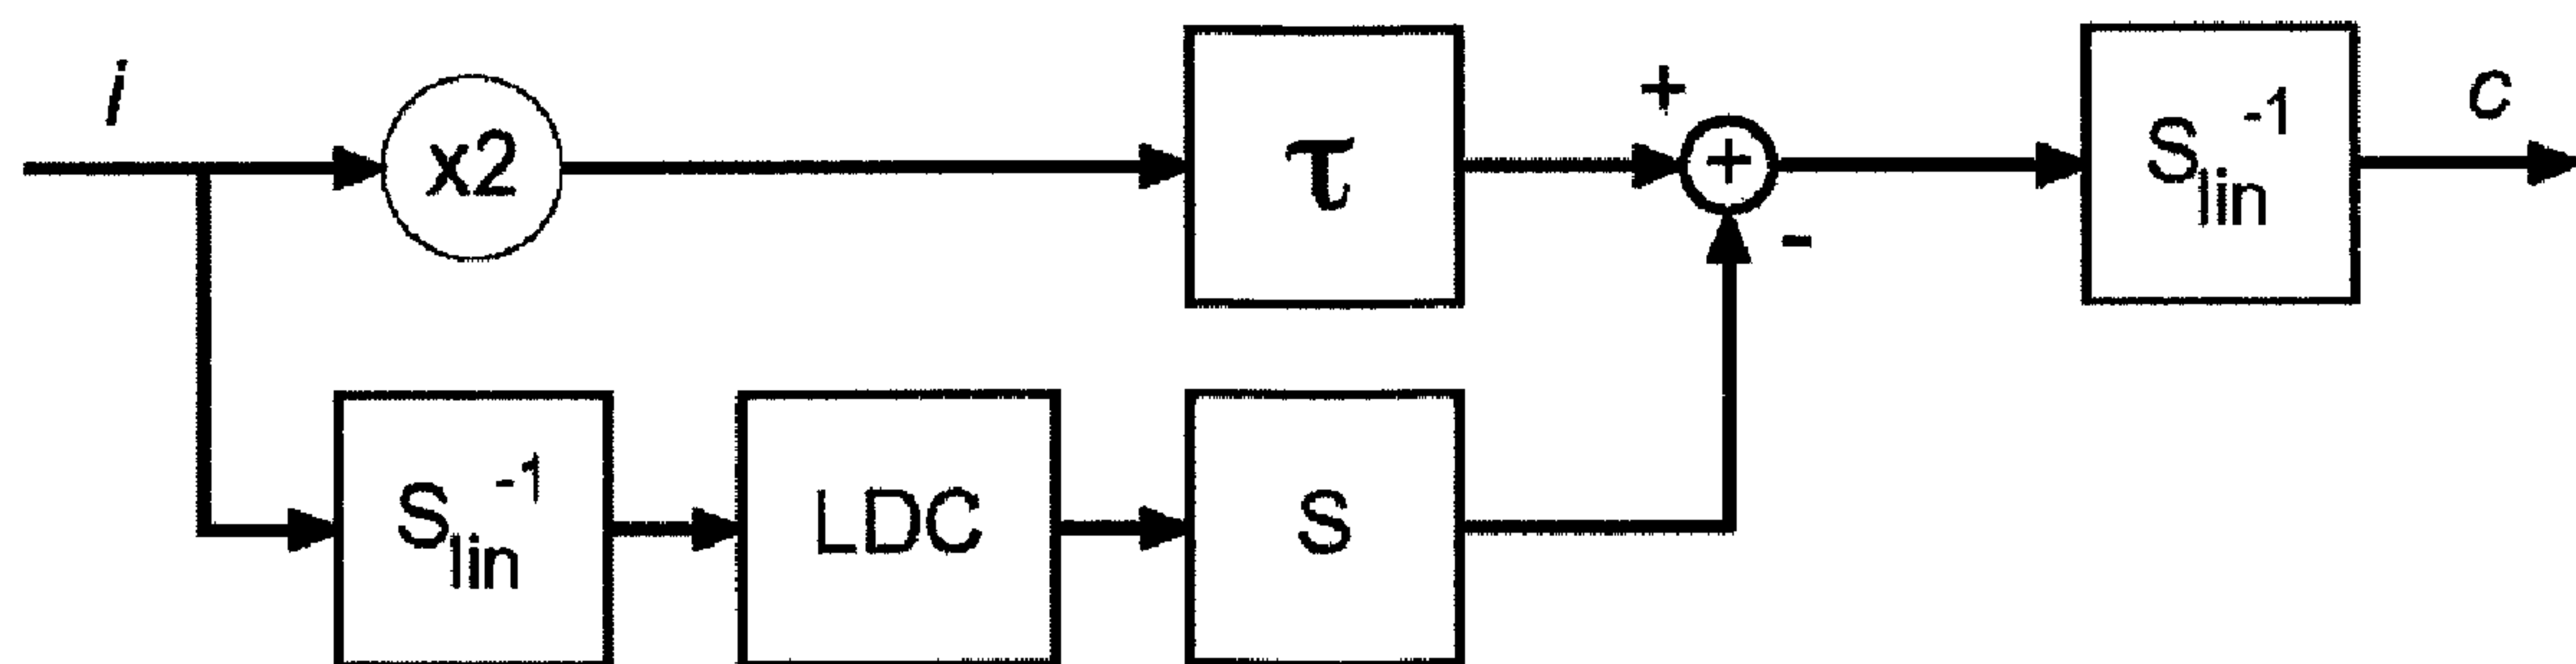 i
x2
τ
+
+
-
S_lin^-1
c
S_lin^-1
LDC
S